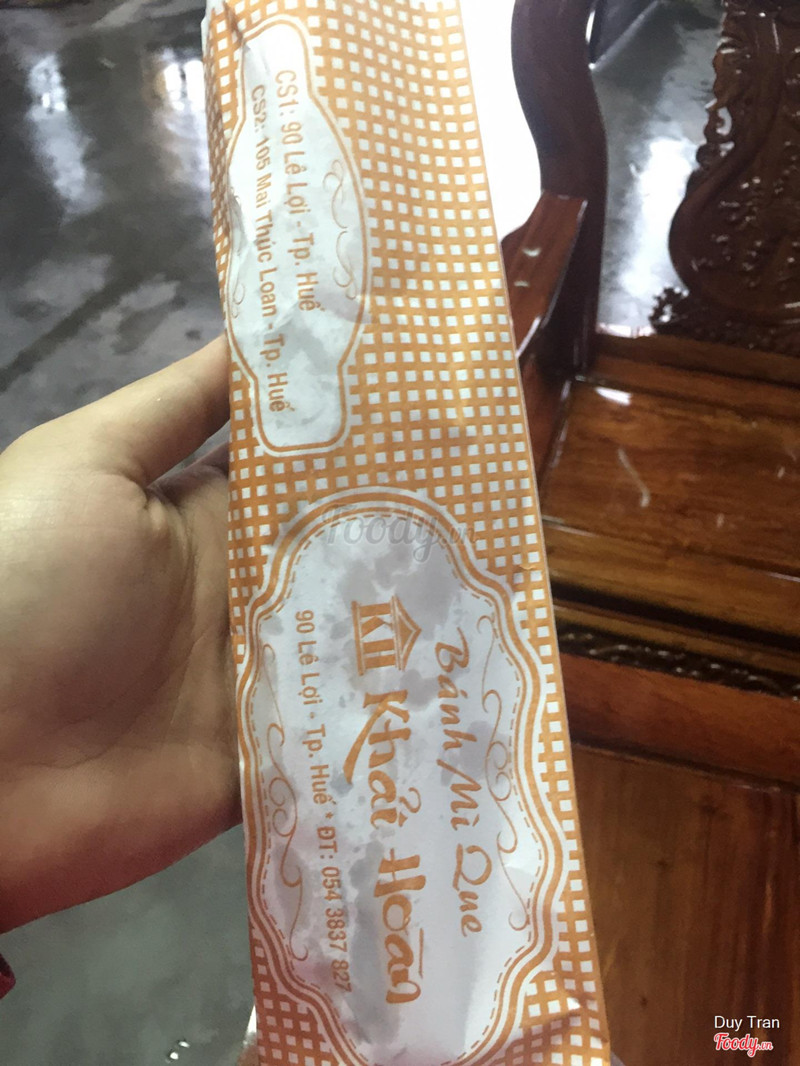 CS1: 90 Lê Lợi - Tp. Huế
CS2: 105 Mai Thúc Loan - Tp. Huế
Bánh Mì Que
KH Khải Hoàn
90 Lê Lợi * Tp. Huế * ĐT: 054 3837 827
Foody.vn
Duy Tran
Foody.vn